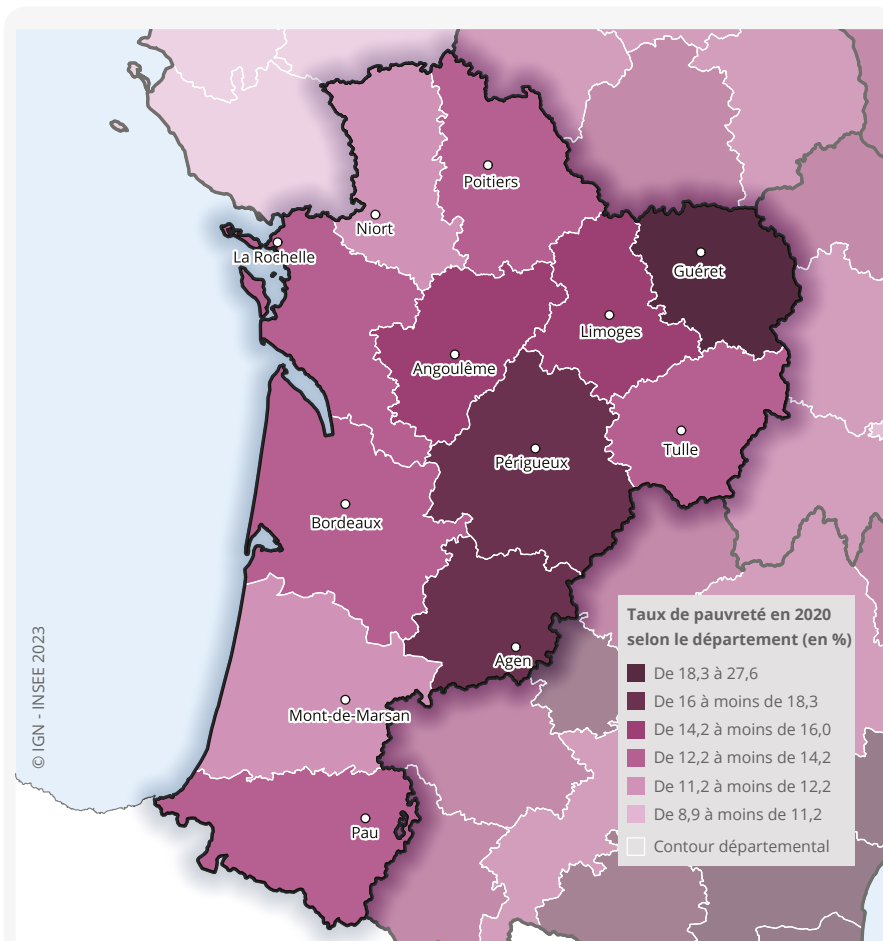 Poitiers
Niort
La Rochelle
Guéret
Limoges
Angoulême
Tulle
Périgueux
Bordeaux
Agen
Mont-de-Marsan
Pau
© IGN - INSEE 2023
Taux de pauvreté en 2020
selon le département (en %)
De 18,3 à 27,6
De 16 à moins de 18,3
De 14,2 à moins de 16,0
De 12,2 à moins de 14,2
De 11,2 à moins de 12,2
De 8,9 à moins de 11,2
Contour départemental